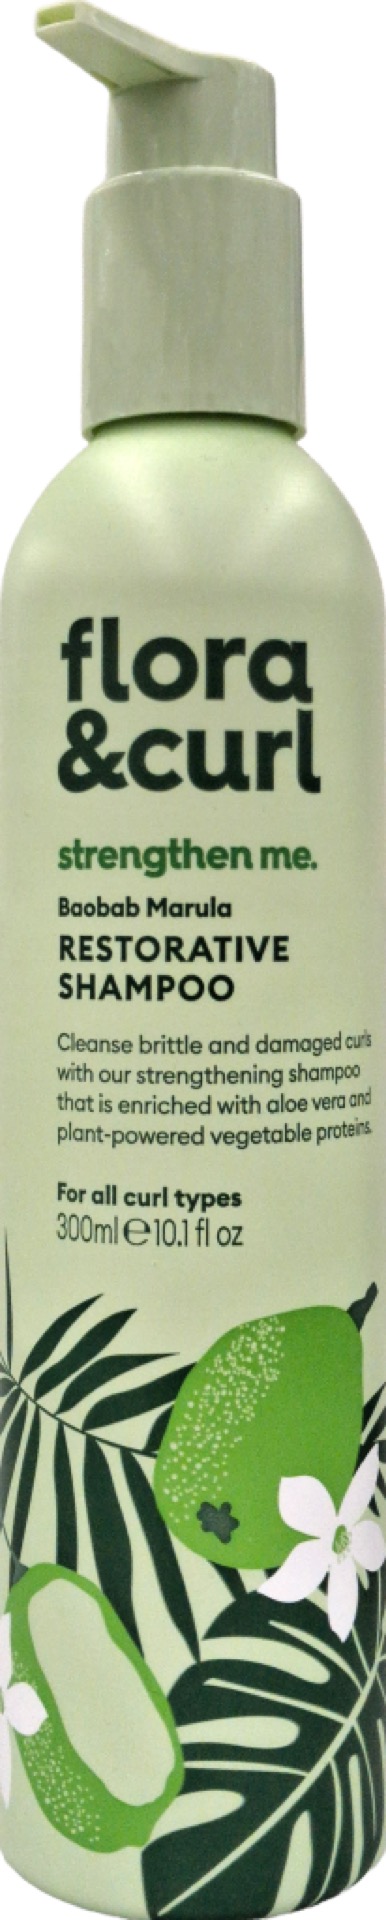 flora
&curl
strengthen me.
Baobab Marula
RESTORATIVE
SHAMPOO
Cleanse brittle and damaged curls
with our strengthening shampoo
that is enriched with aloe vera and
plant-powered vegetable proteins.
For all curl types
300ml ℮ 10.1 fl oz